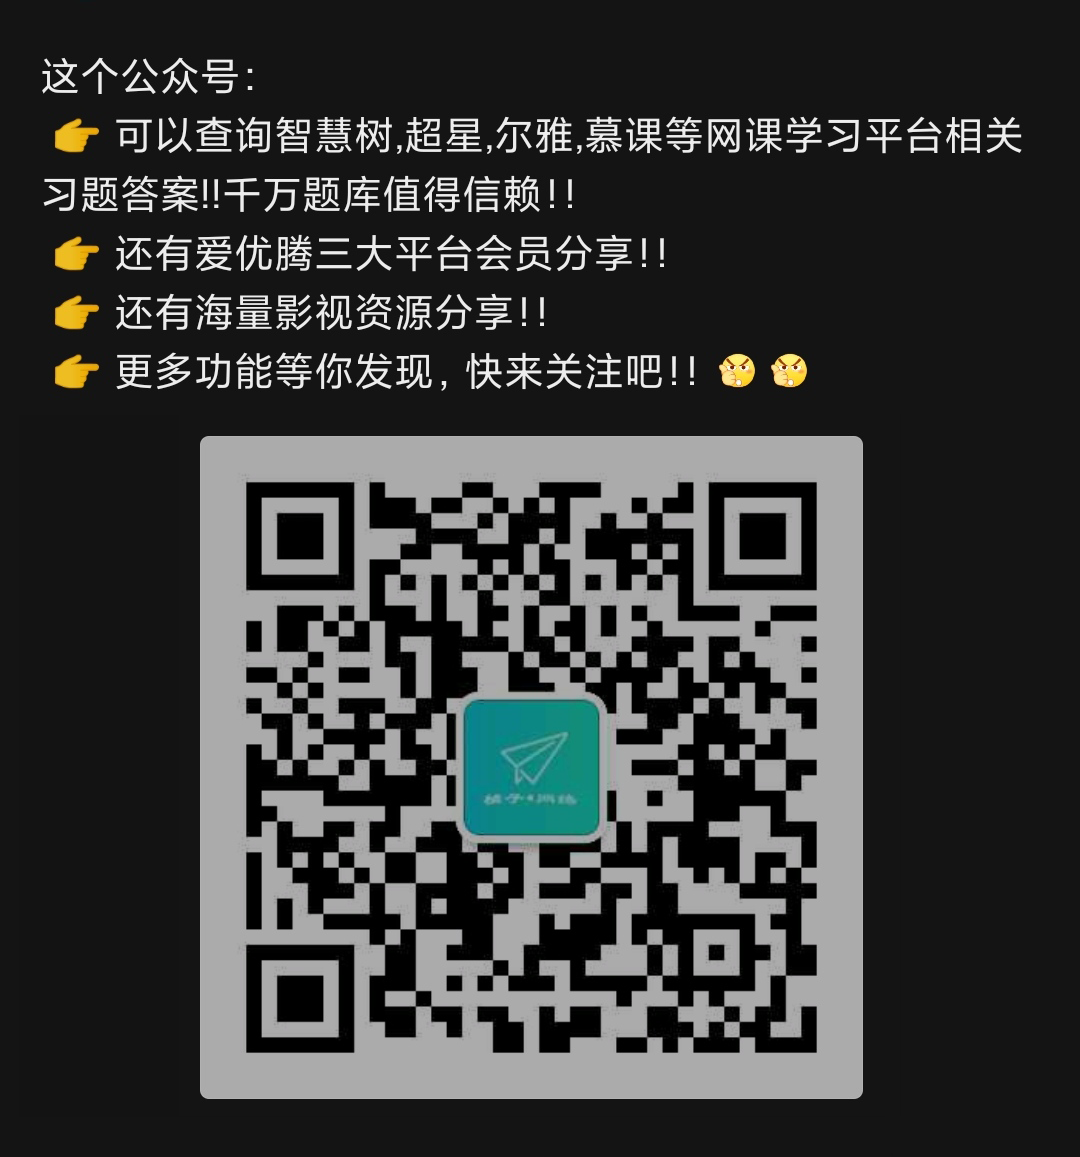 这个公众号：
👉 可以查询智慧树,超星,尔雅,慕课等网课学习平台相关
习题答案!!千万题库值得信赖！！
👉 还有爱优腾三大平台会员分享！！
👉 还有海量影视资源分享！！
👉 更多功能等你发现，快来关注吧！！